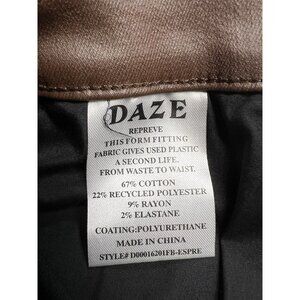 DAZE
REPREVE
THIS FORM FITTING
FABRIC GIVES USED PLASTIC
A SECOND LIFE.
FROM WASTE TO WAIST.
67% COTTON
22% RECYCLED POLYESTER
9% RAYON
2% ELASTANE
COATING:POLYURETHANE
MADE IN CHINA
STYLE# D00016201FB-ESPRE